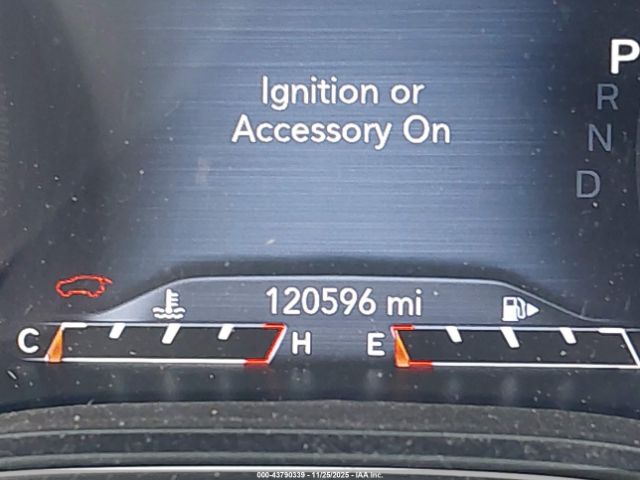 Ignition or
Accessory On
P
R
N
D
120596 mi
C H E
000-43790339 - 11/25/2025 - IAA Inc.